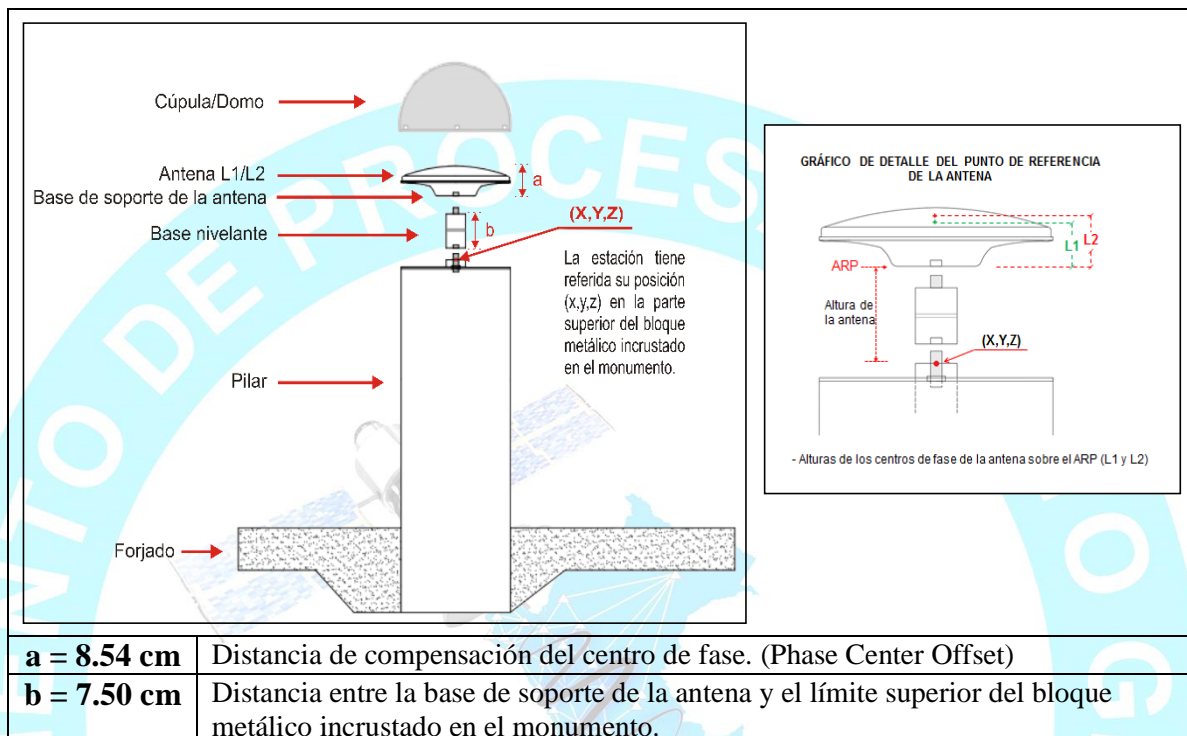 Cúpula/Domo
Antena L1/L2
a
Base de soporte de la antena
Base nivelante
b
(X,Y,Z)
La estación tiene
referida su posición
(x,y,z) en la parte
superior del bloque
metálico incrustado
en el monumento.
Pilar
Forjado
GRÁFICO DE DETALLE DEL PUNTO DE REFERENCIA
DE LA ANTENA
L1
L2
ARP
Altura de
la antena
(X,Y,Z)
- Alturas de los centros de fase de la antena sobre el ARP (L1 y L2)
a = 8.54 cm Distancia de compensación del centro de fase. (Phase Center Offset)
b = 7.50 cm Distancia entre la base de soporte de la antena y el límite superior del bloque
metálico incrustado en el monumento.
NTO DE PROCES
O G